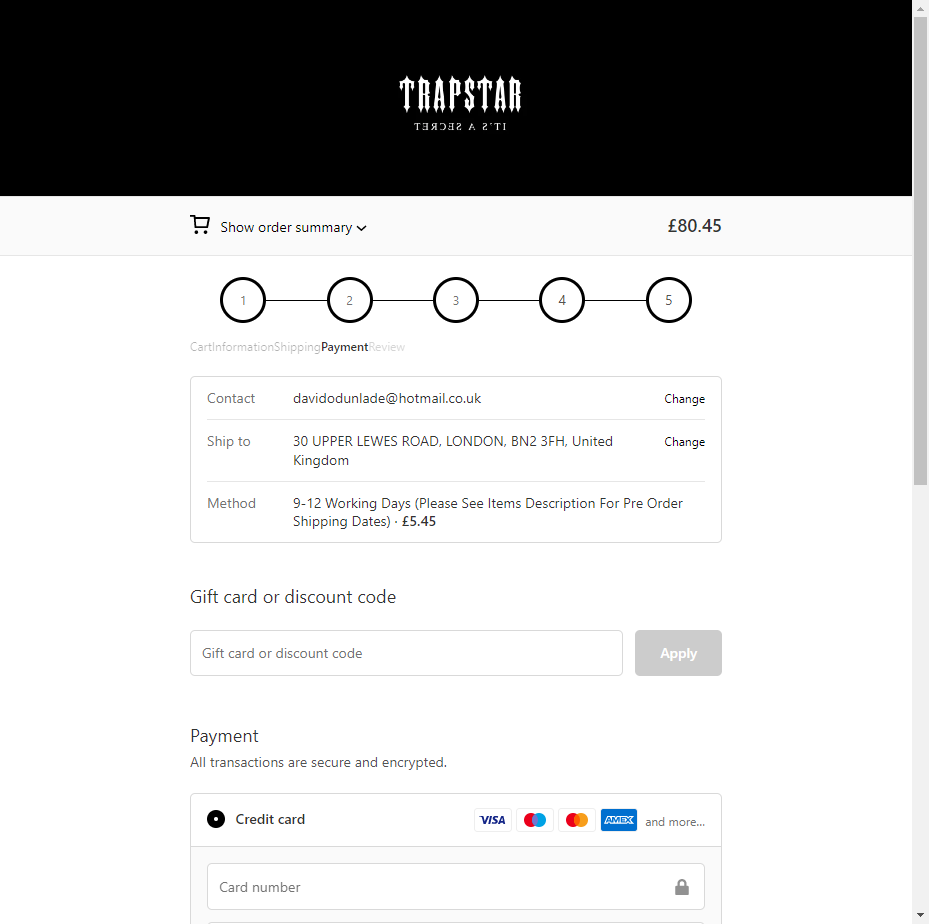 TRAPSTAR
IT'S A SECRET
Show order summary
£80.45
1 2 3 4 5
CartInformationShippingPaymentReview
Contact davidodunlade@hotmail.co.uk Change
Ship to 30 UPPER LEWES ROAD, LONDON, BN2 3FH, United Change
Kingdom
Method 9-12 Working Days (Please See Items Description For Pre Order
Shipping Dates) · £5.45
Gift card or discount code
Gift card or discount code Apply
Payment
All transactions are secure and encrypted.
Credit card VISA AMEX and more...
Card number